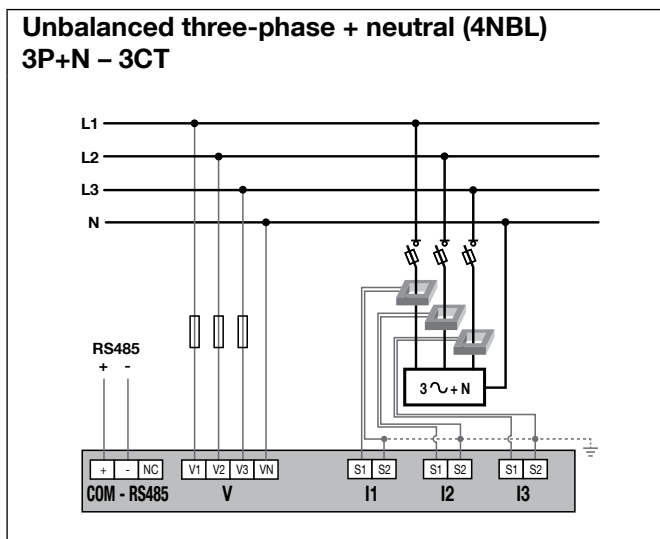 Unbalanced three-phase + neutral (4NBL)
3P+N – 3CT
L1
L2
L3
N
RS485
+ -
3 ∿ + N
+ - NC V1 V2 V3 VN S1 S2 S1 S2 S1 S2
COM - RS485 V I1 I2 I3